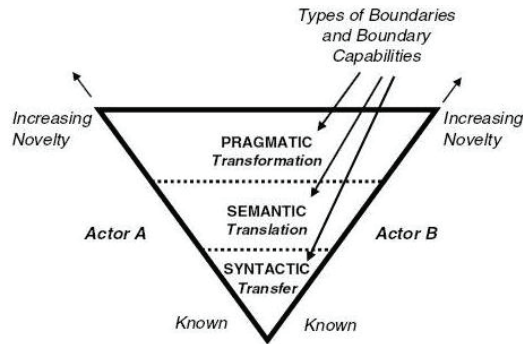 Types of Boundaries
and Boundary
Capabilities
Increasing
Novelty
Increasing
Novelty
PRAGMATIC
Transformation
SEMANTIC
Translation
Actor A
Actor B
SYNTACTIC
Transfer
Known
Known